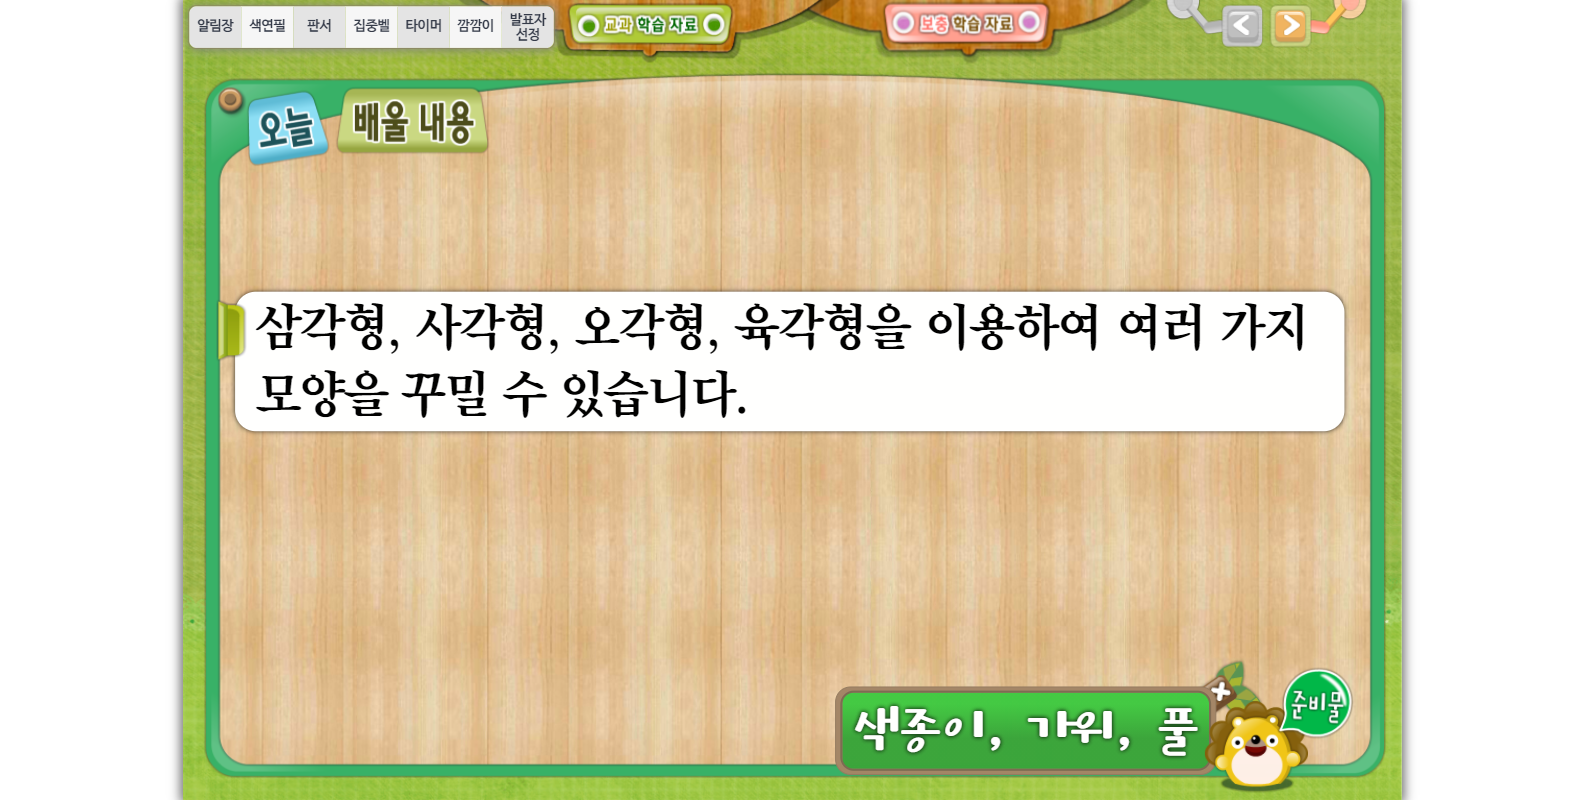 알림장 색연필 판서 집중벨 타이머 깜깜이 발표자 선정
교과 학습 자료
보충 학습 자료
오늘 배울 내용
삼각형, 사각형, 오각형, 육각형을 이용하여 여러 가지
모양을 꾸밀 수 있습니다.
준비물
색종이, 가위, 풀